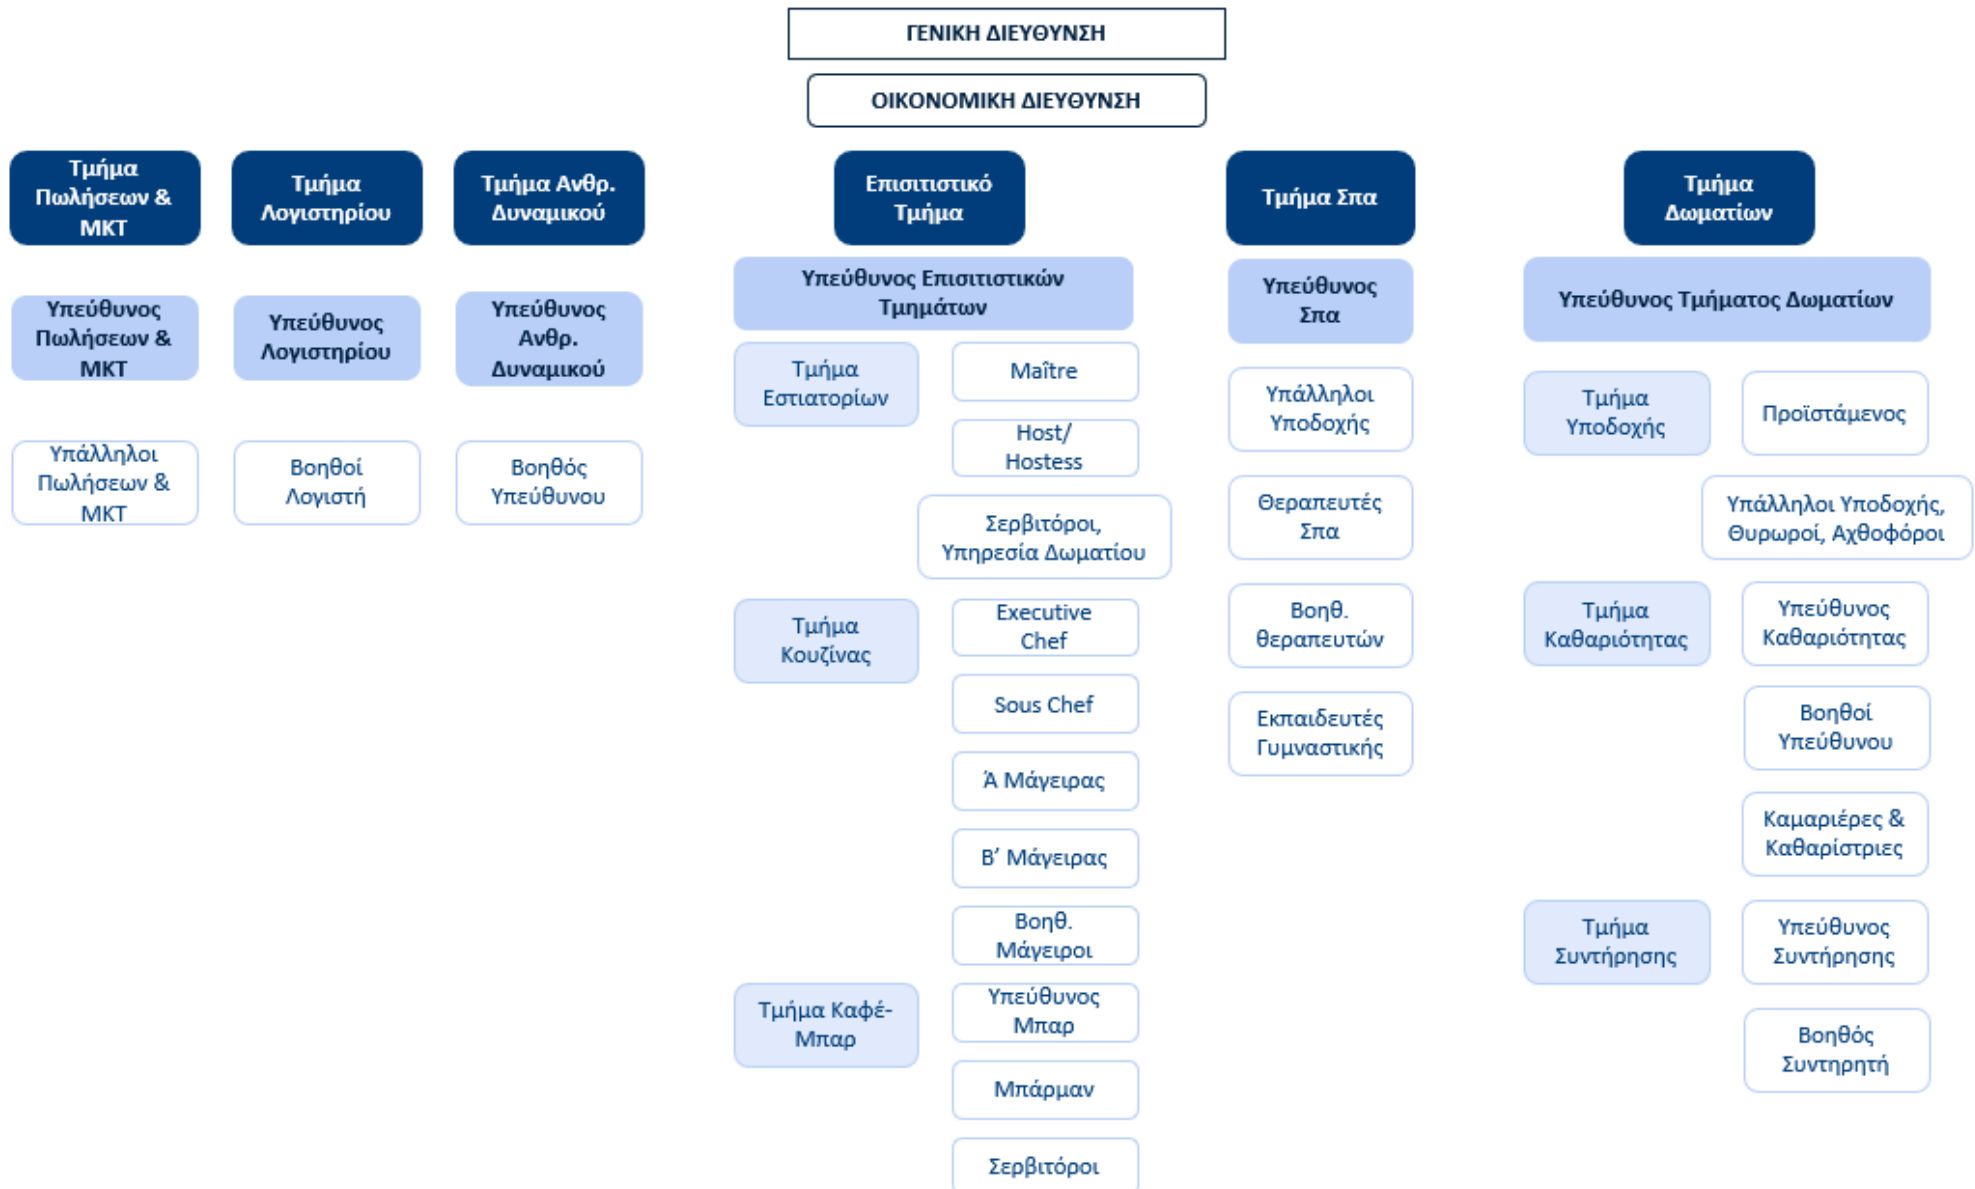 ΓΕΝΙΚΗ ΔΙΕΥΘΥΝΣΗ
ΟΙΚΟΝΟΜΙΚΗ ΔΙΕΥΘΥΝΣΗ
Τμήμα
Πωλήσεων &
ΜΚΤ
Υπεύθυνος
Πωλήσεων &
ΜΚΤ
Υπάλληλοι
Πωλήσεων &
ΜΚΤ
Τμήμα
Λογιστηρίου
Υπεύθυνος
Λογιστηρίου
Βοηθοί
Λογιστή
Τμήμα Ανθρ.
Δυναμικού
Υπεύθυνος
Ανθρ.
Δυναμικού
Βοηθός
Υπεύθυνου
Επισιτιστικό
Τμήμα
Υπεύθυνος Επισιτιστικών
Τμημάτων
Τμήμα
Εστιατορίων
Maître
Host/
Hostess
Σερβιτόροι,
Υπηρεσία Δωματίου
Τμήμα
Κουζίνας
Executive
Chef
Sous Chef
Ά Μάγειρας
Β’ Μάγειρας
Βοηθ.
Μάγειροι
Τμήμα Καφέ-
Μπαρ
Υπεύθυνος
Μπαρ
Μπάρμαν
Σερβιτόροι
Τμήμα Σπα
Υπεύθυνος
Σπα
Υπάλληλοι
Υποδοχής
Θεραπευτές
Σπα
Βοηθ.
θεραπευτών
Εκπαιδευτές
Γυμναστικής
Τμήμα
Δωματίων
Υπεύθυνος Τμήματος Δωματίων
Τμήμα
Υποδοχής
Προϊστάμενος
Υπάλληλοι Υποδοχής,
Θυρωροί, Αχθοφόροι
Τμήμα
Καθαριότητας
Υπεύθυνος
Καθαριότητας
Βοηθοί
Υπεύθυνου
Καμαριέρες &
Καθαρίστριες
Τμήμα
Συντήρησης
Υπεύθυνος
Συντήρησης
Βοηθός
Συντηρητή